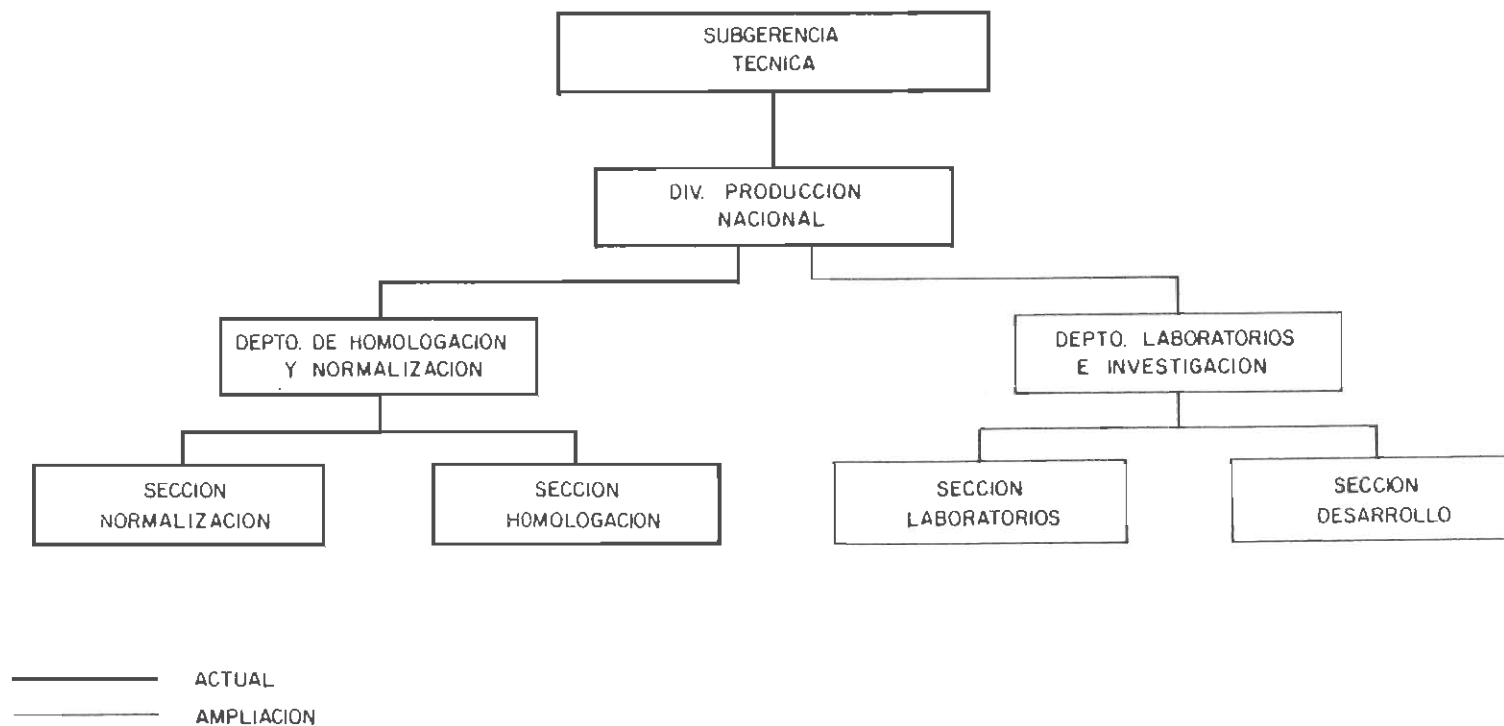 SUBGERENCIA
TECNICA
DIV. PRODUCCION
NACIONAL
DEPTO. DE HOMOLOGACION
Y NORMALIZACION
DEPTO. LABORATORIOS
E INVESTIGACION
SECCION
NORMALIZACION
SECCION
HOMOLOGACION
SECCION
LABORATORIOS
SECCION
DESARROLLO
ACTUAL
AMPLIACION